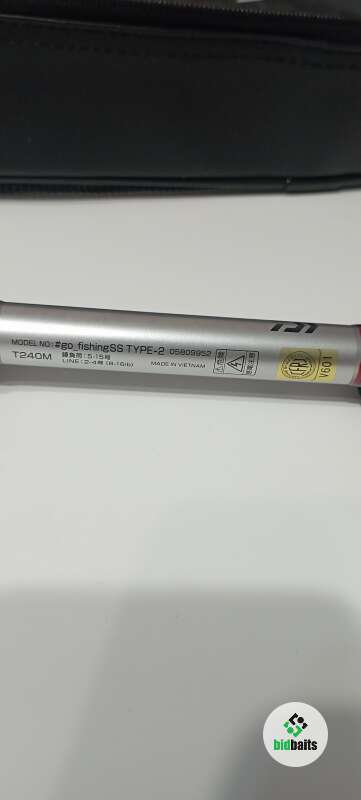 MODEL NO:#go_fishingSS TYPE-2 05809952
T240M 錘負荷:5-15号
LINE:2-4号 (8-16lb) MADE IN VIETNAM
V601
bidbaits